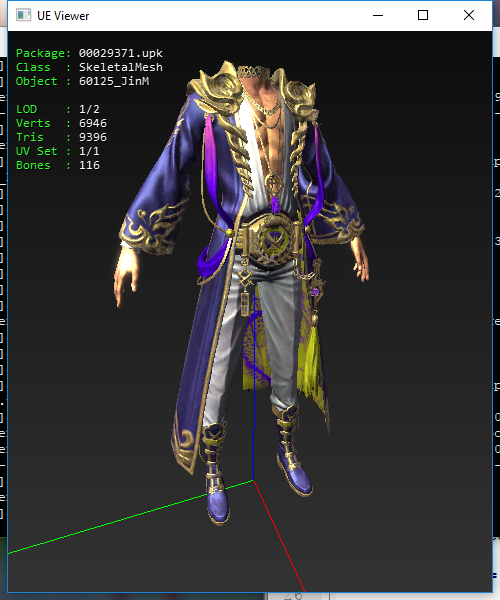 UE Viewer
Package: 00029371.upk
Class : SkeletalMesh
Object : 60125_JinM
LOD : 1/2
Verts : 6946
Tris : 9396
UV Set : 1/1
Bones : 116
26